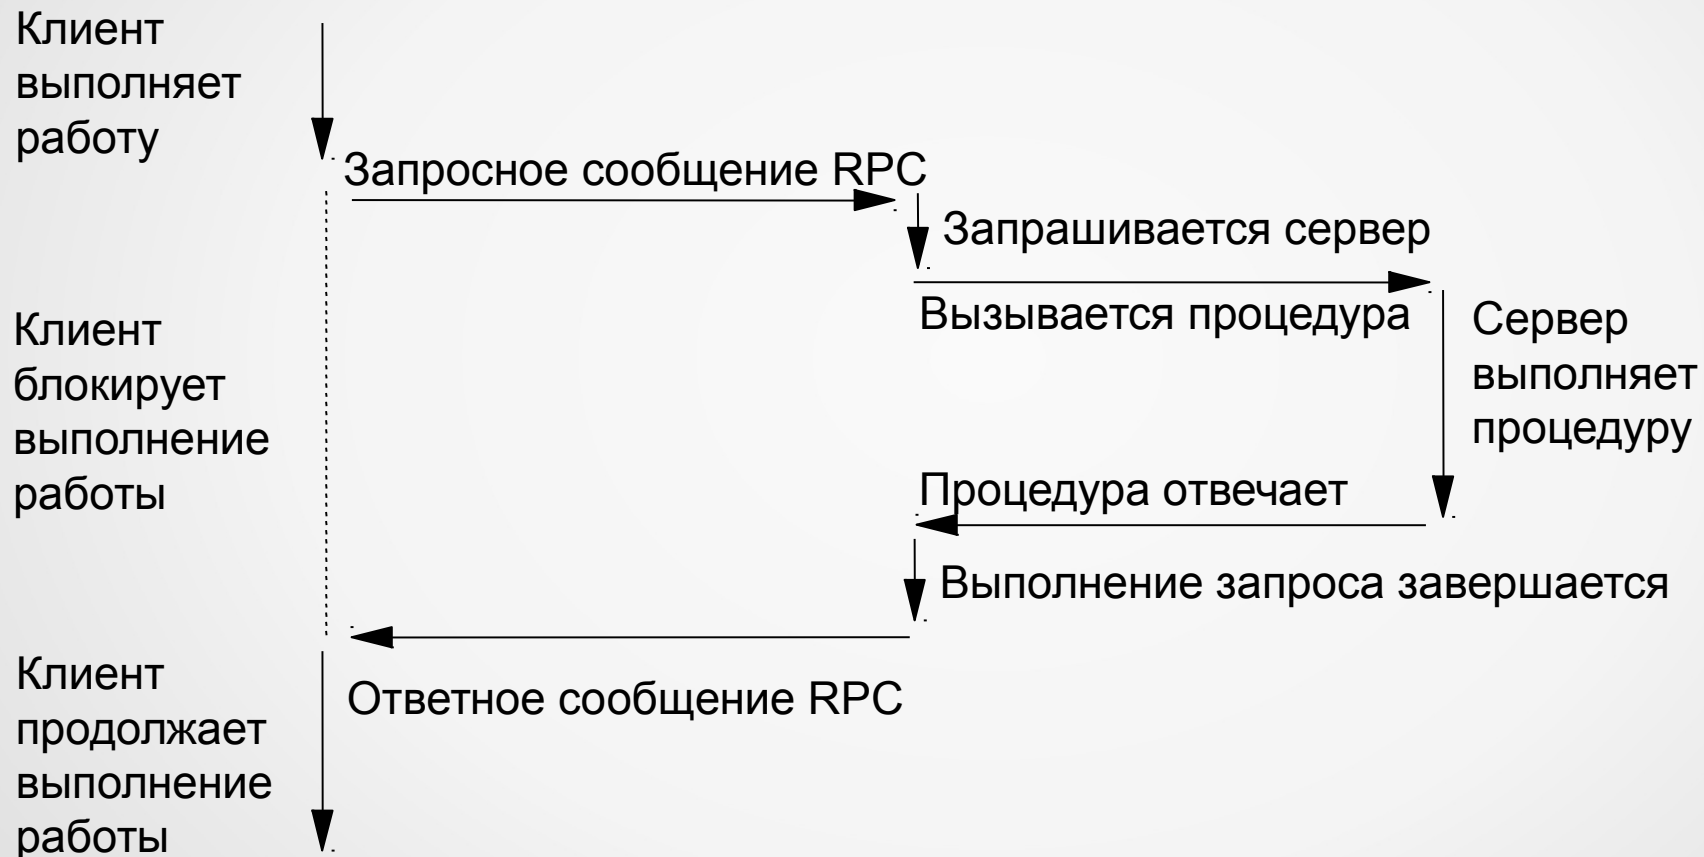 Клиент
выполняет
работу
Запросное сообщение RPC
Запрашивается сервер
Вызывается процедура
Сервер
выполняет
процедуру
Клиент
блокирует
выполнение
работы
Процедура отвечает
Выполнение запроса завершается
Клиент
продолжает
выполнение
работы
Ответное сообщение RPC